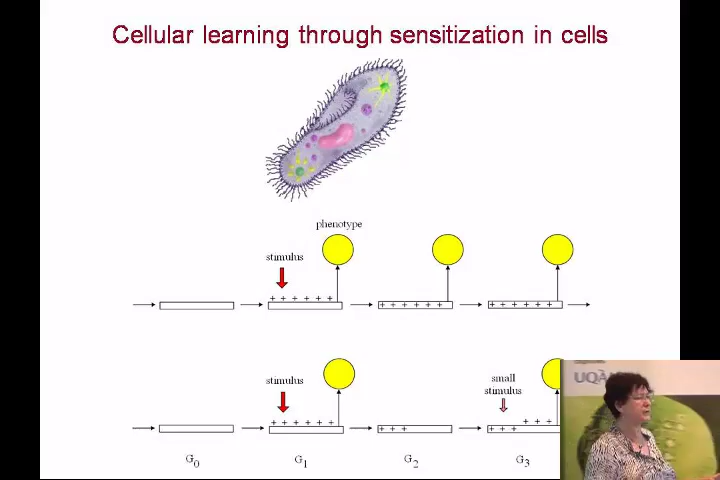 Cellular learning through sensitization in cells
phenotype
stimulus
+ + + + + +
+ + + + + +
+ + + + + +
stimulus
small
stimulus
UQÀ
+ + + + + +
+ + +
+ + +
+ + +
G0
G1
G2
G3